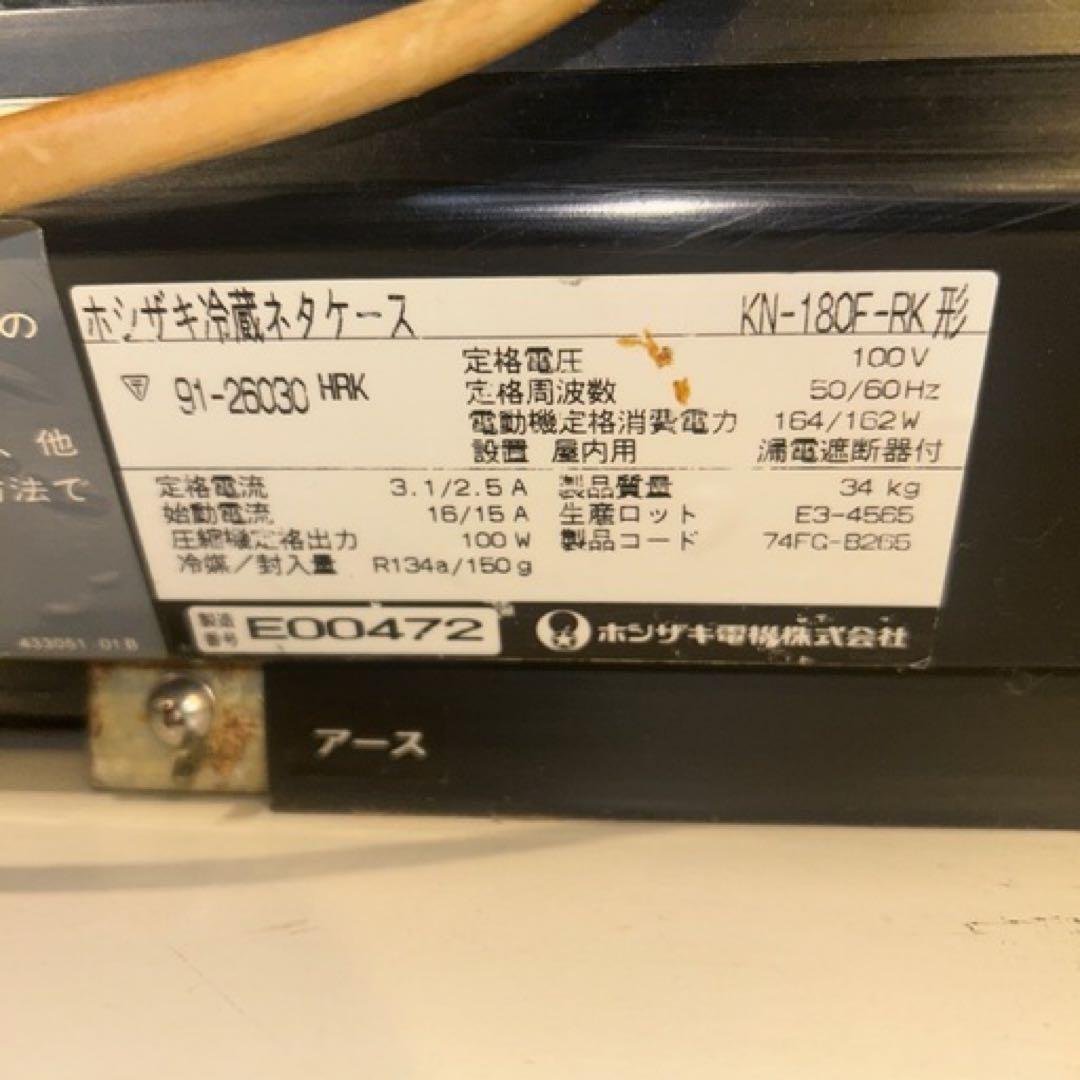 の
、他
方法で
433051 01B
ホシザキ冷蔵ネタケース KN-180F-RK形
〒 91-26030 HRK
定格電圧 100V
定格周波数 50/60Hz
電動機定格消費電力 164/162W
設置 屋内用 漏電遮断器付
定格電流 3.1/2.5A
始動電流 16/15A
圧縮機定格出力 100W
冷媒/封入量 R134a/150g
製品質量 34kg
生産ロット E3-4565
製品コード 74FC-B265
製造番号 E00472
ホシザキ電機株式会社
アース